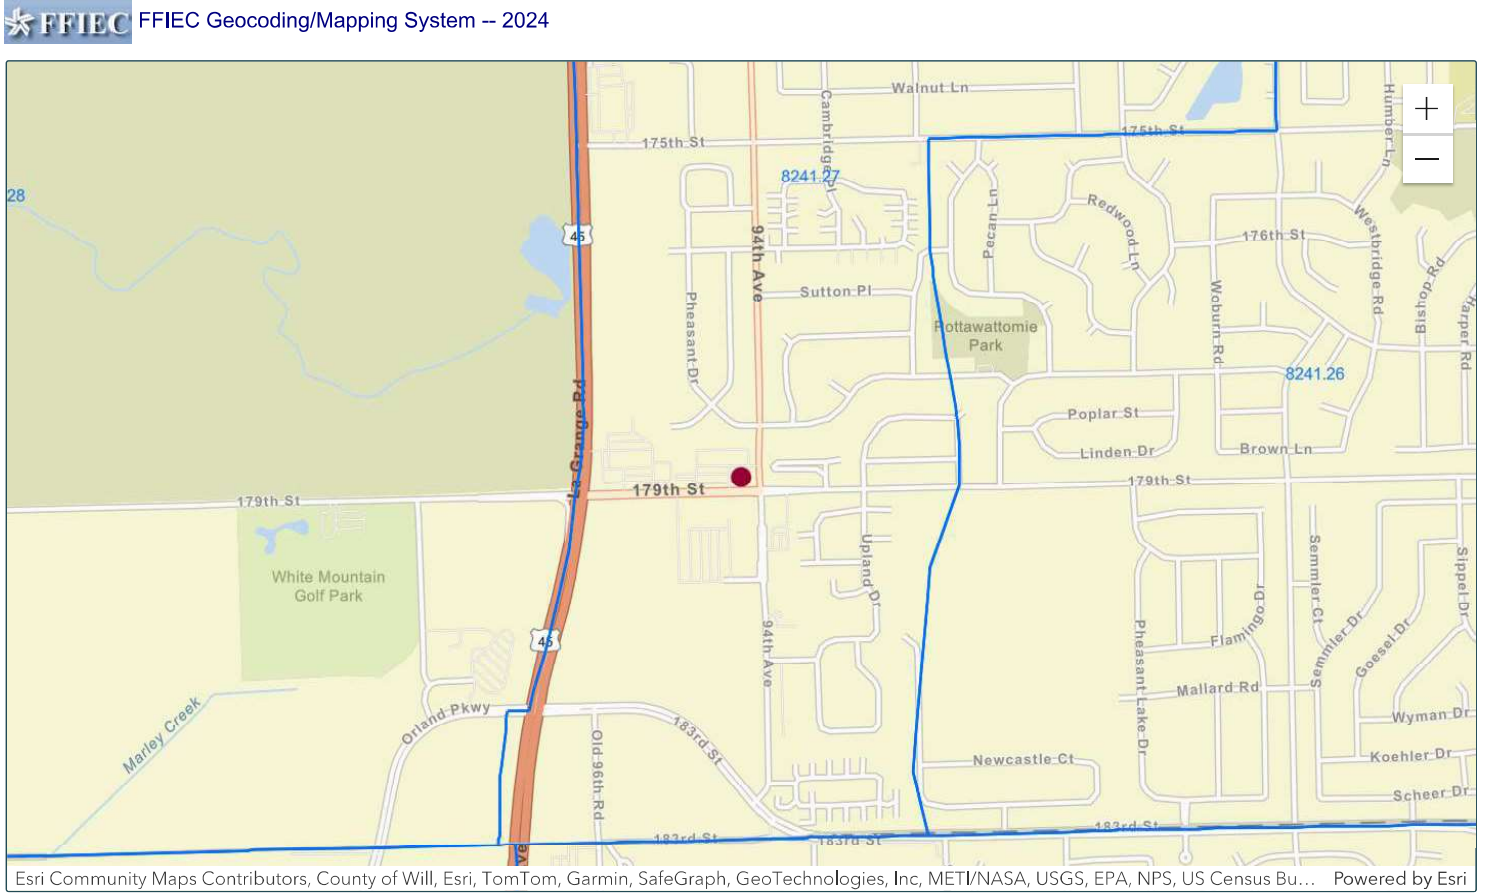 FFIEC
FFIEC Geocoding/Mapping System -- 2024
Walnut Ln
Cambridge Pl
Humber Ln
+
175th St
175th St
−
8241.27
28
Pecan Ln
Redwood Ln
Westbridge Rd
45
94th Ave
176th St
Bishop Rd
Sutton Pl
Pheasant Dr
Woburn Rd
Harper Rd
Pottawattomie
Park
8241.26
La Grange Rd
Poplar St
Linden Dr
Brown Ln
179th St
179th St
179th St
White Mountain
Golf Park
Upland Dr
Semmler Ct
Sippel Dr
45
94th Ave
Pheasant Lake Dr
Flamingo Dr
Semmler Dr
Goesel Dr
Mallard Rd
Marley Creek
Orland Pkwy
183rd St
Old 96th Rd
Wyman Dr
Newcastle Ct
Koehler Dr
Scheer Dr
183rd St
183rd St
183rd St
ve
Esri Community Maps Contributors, County of Will, Esri, TomTom, Garmin, SafeGraph, GeoTechnologies, Inc, METI/NASA, USGS, EPA, NPS, US Census Bu... Powered by Esri